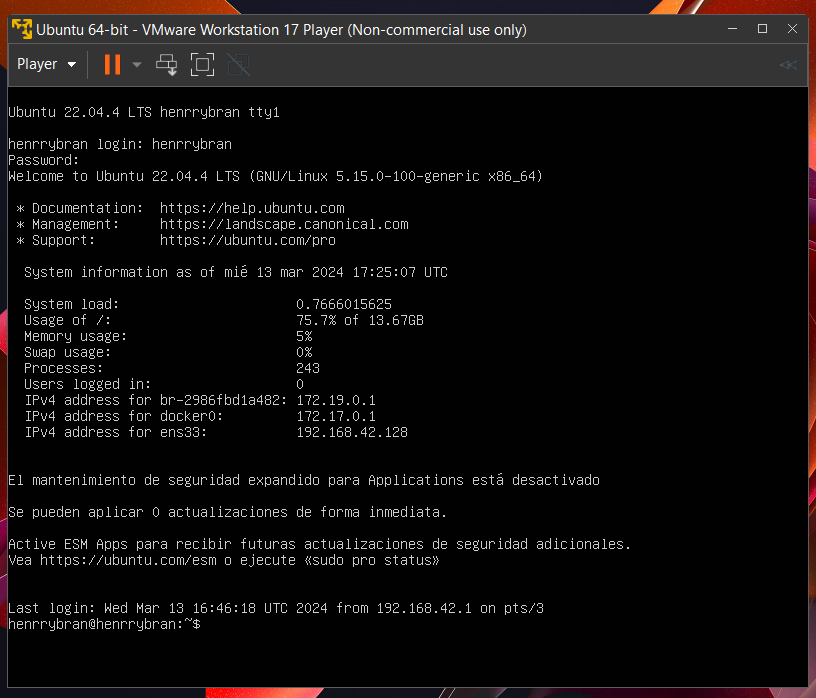 Ubuntu 64-bit - VMware Workstation 17 Player (Non-commercial use only)
Player
Ubuntu 22.04.4 LTS henrrybran tty1
henrrybran login: henrrybran
Password:
Welcome to Ubuntu 22.04.4 LTS (GNU/Linux 5.15.0-100-generic x86_64)
* Documentation:  https://help.ubuntu.com
* Management:     https://landscape.canonical.com
* Support:        https://ubuntu.com/pro
System information as of mié 13 mar 2024 17:25:07 UTC
System load:                      0.7666015625
Usage of /:                       75.7% of 13.67GB
Memory usage:                     5%
Swap usage:                       0%
Processes:                        243
Users logged in:                  0
IPv4 address for br-2986fbd1a482: 172.19.0.1
IPv4 address for docker0:         172.17.0.1
IPv4 address for ens33:           192.168.42.128
El mantenimiento de seguridad expandido para Applications está desactivado
Se pueden aplicar 0 actualizaciones de forma inmediata.
Active ESM Apps para recibir futuras actualizaciones de seguridad adicionales.
Vea https://ubuntu.com/esm o ejecute «sudo pro status»
Last login: Wed Mar 13 16:46:18 UTC 2024 from 192.168.42.1 on pts/3
henrrybran@henrrybran:~$